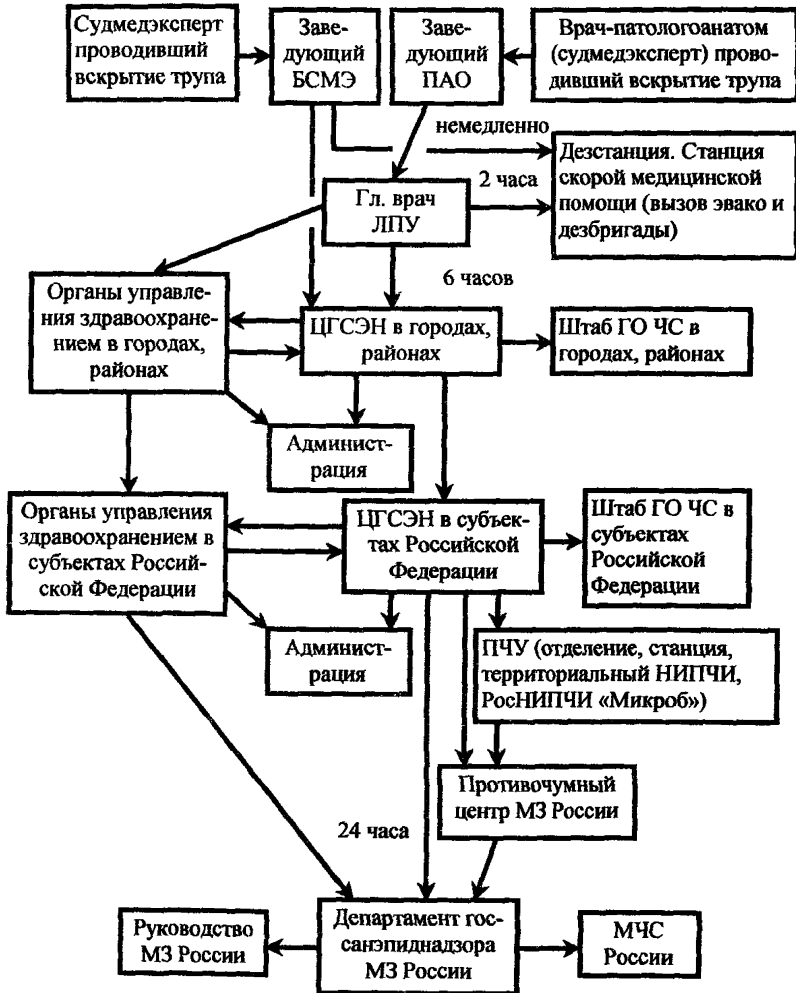 Судмедэксперт
проводивший
вскрытие трупа
Заве-
дующий
БСМЭ
Заве-
дующий
ПАО
Врач-патологоанатом
(судмедэксперт) прово-
дивший вскрытие трупа
немедленно
Дезстанция. Станция
скорой медицинской
помощи (вызов эвако и
дезбригады)
2 часа
Гл. врач
ЛПУ
6 часов
Органы управле-
ния здравоохране-
нием в городах,
районах
ЦГСЭН в городах,
районах
Штаб ГО ЧС в
городах, районах
Админист-
рация
Органы управления
здравоохранением в
субъектах Россий-
ской Федерации
ЦГСЭН в субъек-
тах Российской
Федерации
Штаб ГО ЧС в
субъектах
Российской
Федерации
Админист-
рация
ПЧУ (отделение, станция,
территориальный НИПЧИ,
РосНИПЧИ «Микроб»)
Противочумный
центр МЗ России
24 часа
Руководство
МЗ России
Департамент гос-
санэпиднадзора
МЗ России
МЧС
России